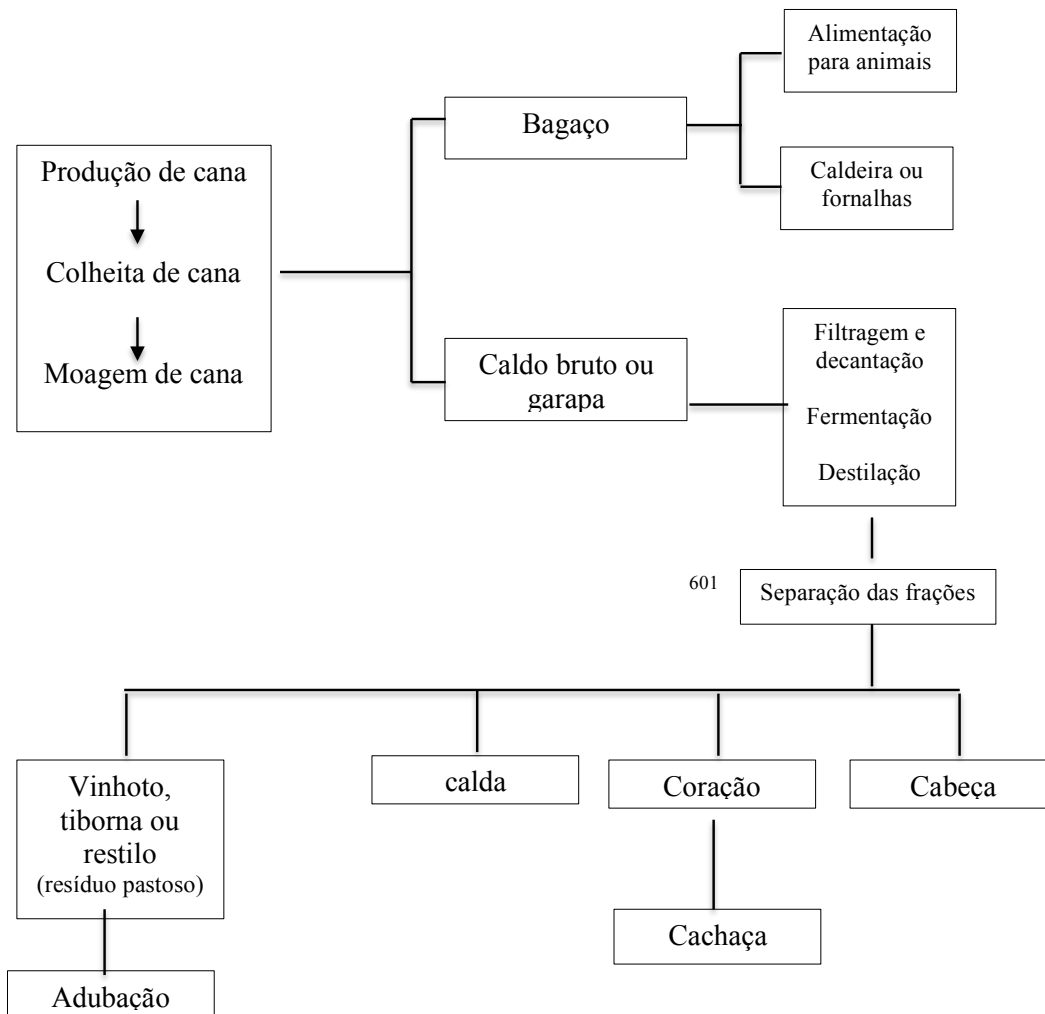 Alimentação
para animais
Bagaço
Produção de cana
Caldeira ou
fornalhas
Colheita de cana
Moagem de cana
Caldo bruto ou
garapa
Filtragem e
decantação
Fermentação
Destilação
601
Separação das frações
Vinhoto,
tiborna ou
restilo
(resíduo pastoso)
calda
Coração
Cabeça
Cachaça
Adubação